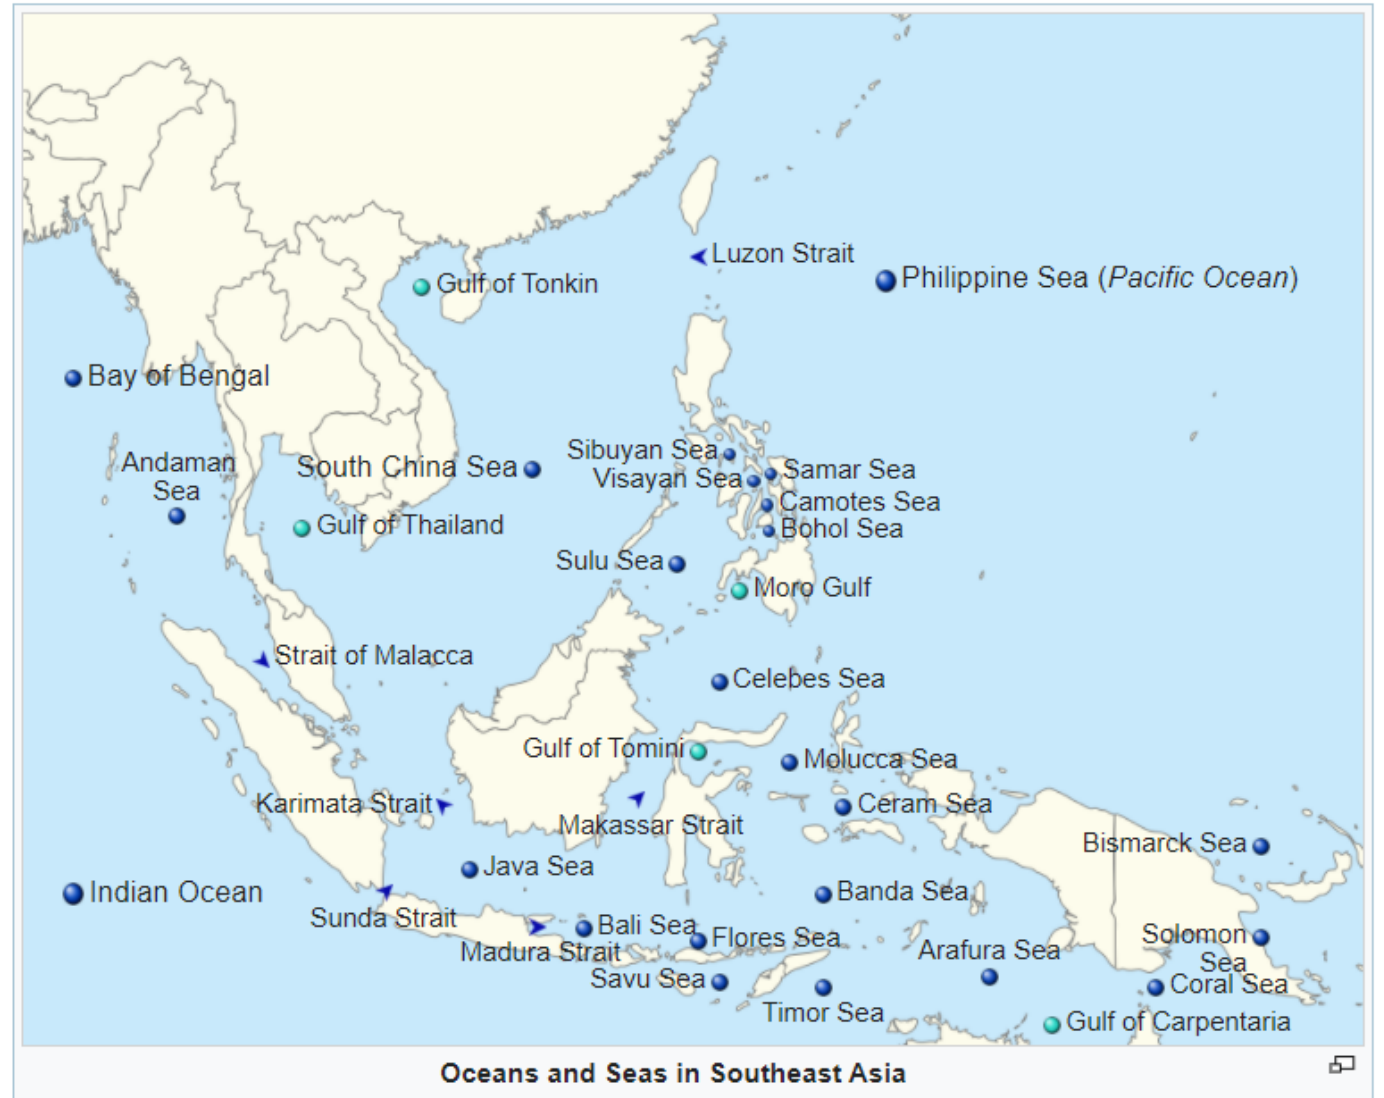 Luzon Strait
Philippine Sea (Pacific Ocean)
Gulf of Tonkin
Bay of Bengal
Andaman
Sea
South China Sea
Sibuyan Sea
Visayan Sea
Samar Sea
Camotes Sea
Bohol Sea
Gulf of Thailand
Sulu Sea
Moro Gulf
Strait of Malacca
Celebes Sea
Gulf of Tomini
Molucca Sea
Karimata Strait
Makassar Strait
Ceram Sea
Bismarck Sea
Java Sea
Indian Ocean
Banda Sea
Sunda Strait
Bali Sea
Flores Sea
Madura Strait
Arafura Sea
Solomon
Sea
Savu Sea
Coral Sea
Timor Sea
Gulf of Carpentaria
Oceans and Seas in Southeast Asia